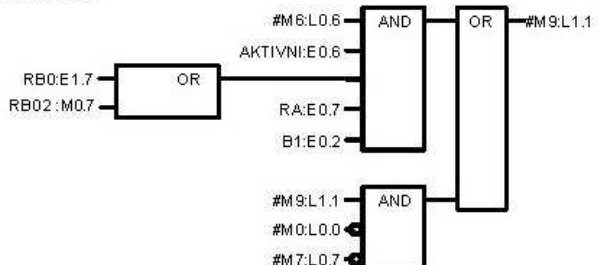 #M6:L0.6 AND OR #M9:L1.1
AKTIVNI:E0.6
RB0:E1.7 OR
RB02:M0.7
RA:E0.7
B1:E0.2
#M9:L1.1 AND
#M0:L0.0
#M7:L0.7